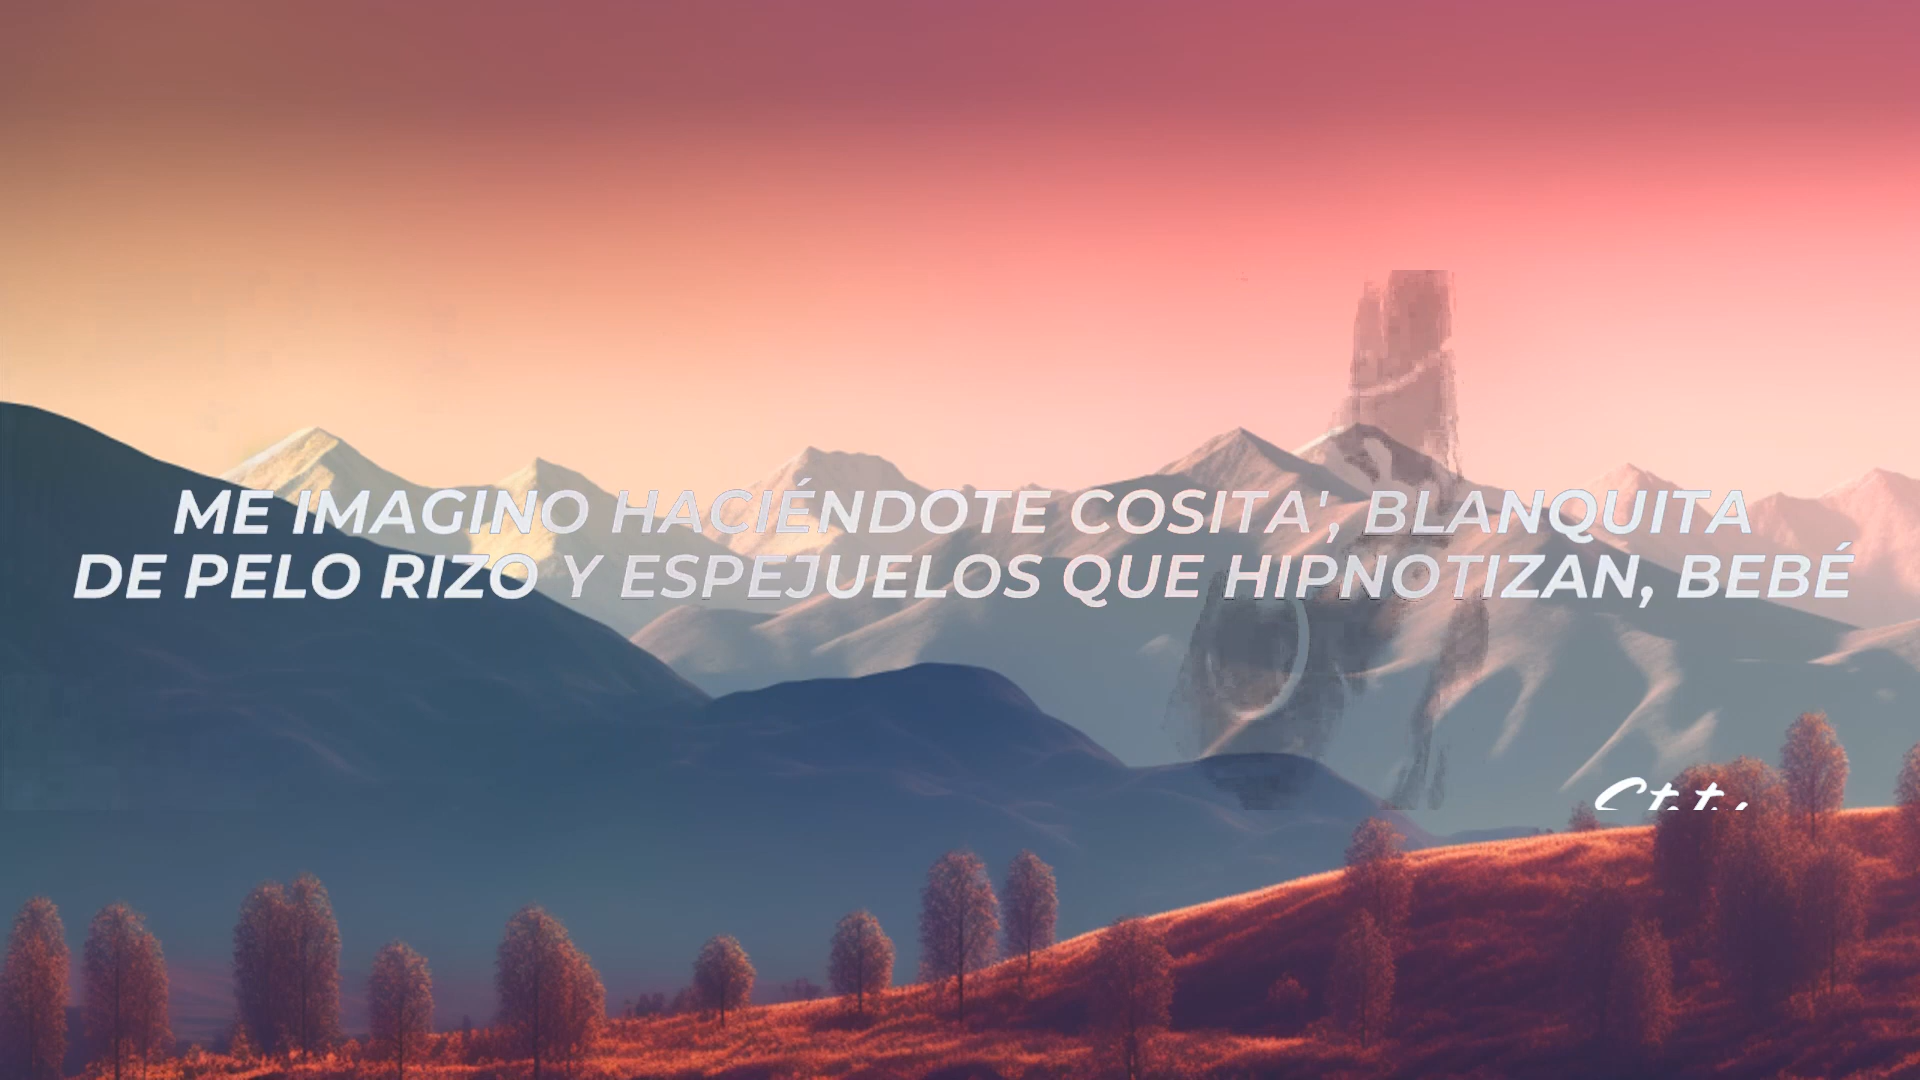 ME IMAGINO HACIÉNDOTE COSITA', BLANQUITA
DE PELO RIZO Y ESPEJUELOS QUE HIPNOTIZAN, BEBÉ